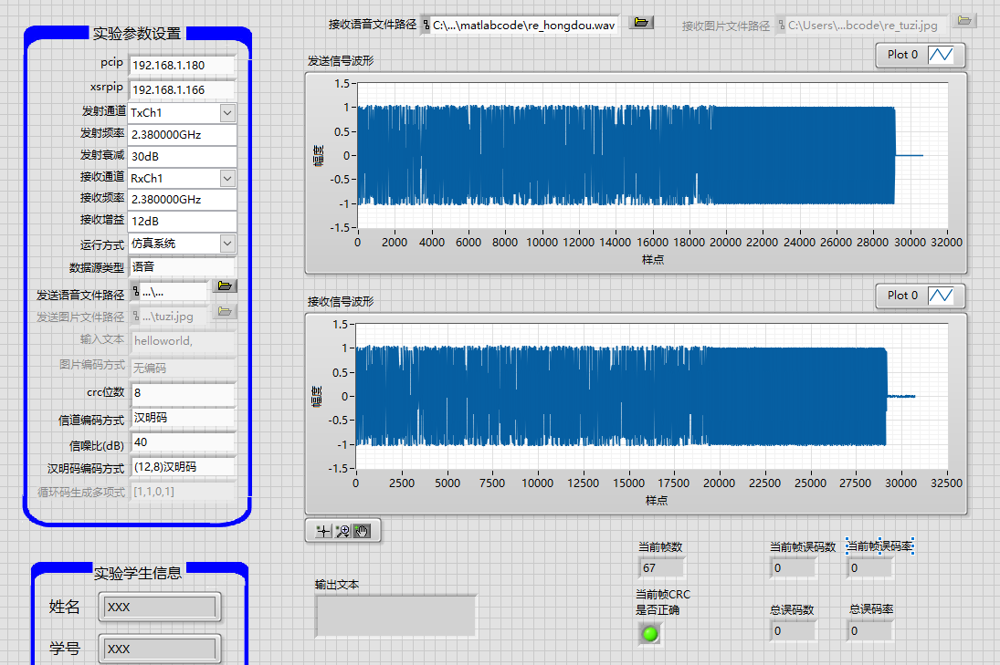 实验参数设置
pcip 192.168.1.180
xsrpip 192.168.1.166
发射通道 TxCh1
发射频率 2.380000GHz
发射衰减 30dB
接收通道 RxCh1
接收频率 2.380000GHz
接收增益 12dB
运行方式 仿真系统
数据源类型 语音
发送语音文件路径 ...\...
发送图片文件路径 ...\tuzi.jpg
输入文本 helloworld,
图片编码方式 无编码
crc位数 8
信道编码方式 汉明码
信噪比(dB) 40
汉明码编码方式 (12,8)汉明码
循环码生成多项式 [1,1,0,1]
实验学生信息
姓名 XXX
学号 XXX
接收语音文件路径 C:\...\matlabcode\re_hongdou.wav
接收图片文件路径 C:\Users\...bcode\re_tuzi.jpg
发送信号波形
Plot 0
1.5
1
0.5
0
-0.5
-1
-1.5
幅度
0 2000 4000 6000 8000 10000 12000 14000 16000 18000 20000 22000 24000 26000 28000 30000 32000
样点
接收信号波形
Plot 0
1.5
1
0.5
0
-0.5
-1
-1.5
幅度
0 2500 5000 7500 10000 12500 15000 17500 20000 22500 25000 27500 30000 32500
样点
输出文本
当前帧数
67
当前帧误码数
0
当前帧误码率
0
当前帧CRC
是否正确
总误码数
0
总误码率
0